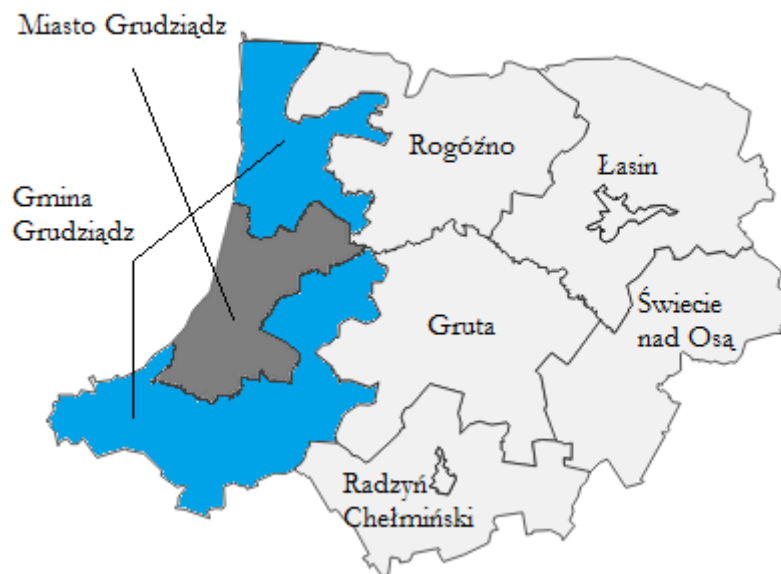 Miasto Grudziądz
Rogóźno
Łasin
Gmina
Grudziądz
Świecie
nad Osą
Gruta
Radzyń
Chełmiński